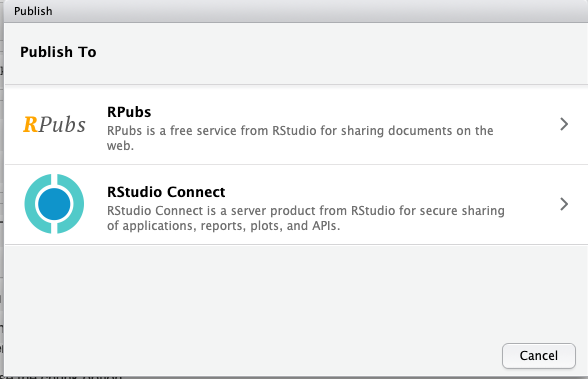 Publish
Publish To
RPubs
RPubs
RPubs is a free service from RStudio for sharing documents on the
web.
RStudio Connect
RStudio Connect is a server product from RStudio for secure sharing
of applications, reports, plots, and APIs.
Cancel